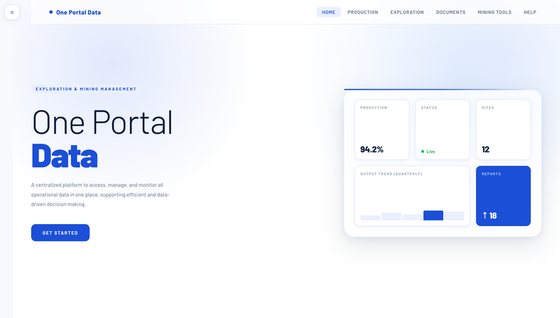 One Portal Data
HOME
PRODUCTION
EXPLORATION
DOCUMENTS
MINING TOOLS
HELP
EXPLORATION & MINING MANAGEMENT
One Portal
Data
A centralized platform to access, manage, and monitor all
operational data in one place, supporting efficient and data-
driven decision making.
GET STARTED
PRODUCTION
94.2%
STATUS
Live
SITES
12
OUTPUT TREND (QUARTERLY)
REPORTS
↑ 18